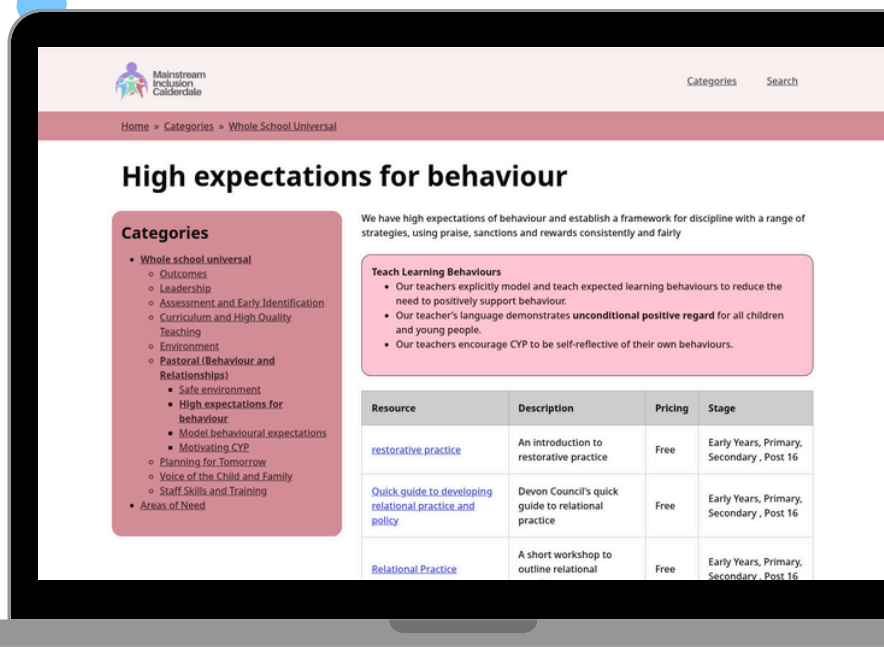 Mainstream
Inclusion
Calderdale
Categories
Search
Home » Categories » Whole School Universal
High expectations for behaviour
Categories
Whole school universal
Outcomes
Leadership
Assessment and Early Identification
Curriculum and High Quality
Teaching
Environment
Pastoral (Behaviour and
Relationships)
Safe environment
High expectations for
behaviour
Model behavioural expectations
Motivating CYP
Planning for Tomorrow
Voice of the Child and Family
Staff Skills and Training
Areas of Need
We have high expectations of behaviour and establish a framework for discipline with a range of
strategies, using praise, sanctions and rewards consistently and fairly
Teach Learning Behaviours
Our teachers explicitly model and teach expected learning behaviours to reduce the
need to positively support behaviour.
Our teacher's language demonstrates unconditional positive regard for all children
and young people.
Our teachers encourage CYP to be self-reflective of their own behaviours.
Resource Description Pricing Stage
restorative practice
An introduction to
restorative practice
Free
Early Years, Primary,
Secondary , Post 16
Quick guide to developing
relational practice and
policy
Devon Council's quick
guide to relational
practice
Free
Early Years, Primary,
Secondary , Post 16
Relational Practice
A short workshop to
outline relational
Free
Early Years, Primary,
Secondary , Post 16